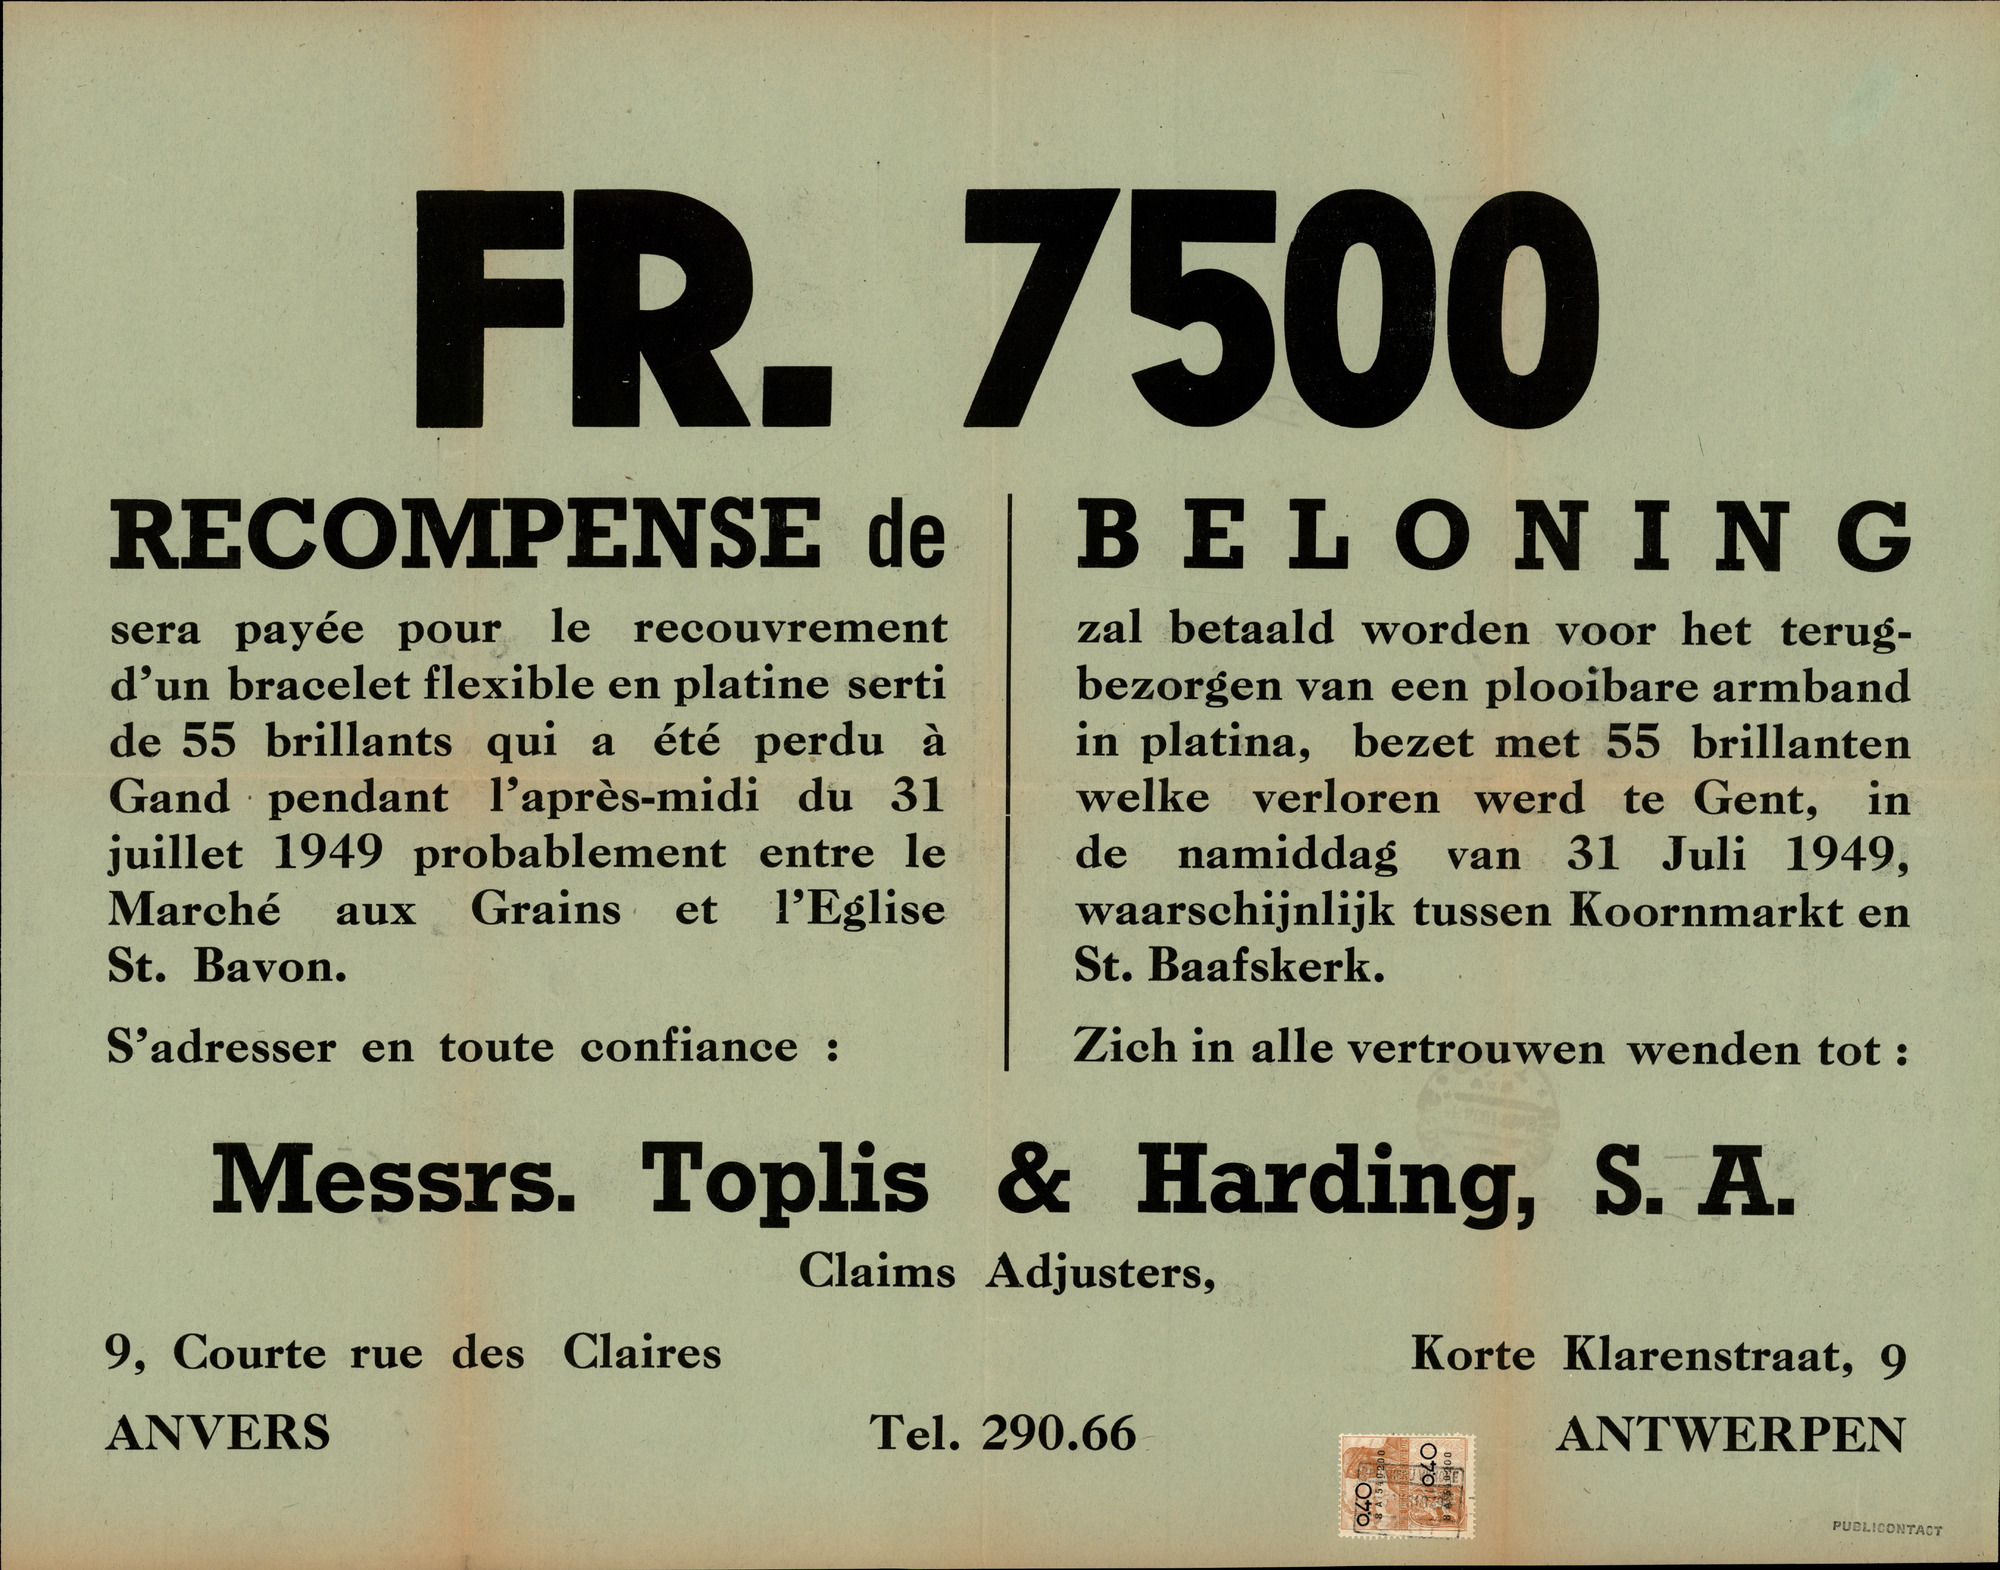 FR. 7500
RECOMPENSE de
sera payée pour le recouvrement
d'un bracelet flexible en platine serti
de 55 brillants qui a été perdu à
Gand pendant l'après-midi du 31
juillet 1949 probablement entre le
Marché aux Grains et l'Eglise
St. Bavon.
S'adresser en toute confiance :
BELONING
zal betaald worden voor het terug-
bezorgen van een plooibare armband
in platina, bezet met 55 brillanten
welke verloren werd te Gent, in
de namiddag van 31 Juli 1949,
waarschijnlijk tussen Koornmarkt en
St. Baafskerk.
Zich in alle vertrouwen wenden tot :
Messrs. Toplis & Harding, S. A.
Claims Adjusters,
9, Courte rue des Claires
Korte Klarenstraat, 9
ANVERS
Tel. 290.66
ANTWERPEN
0,40
0,40
PUBLICONTACT